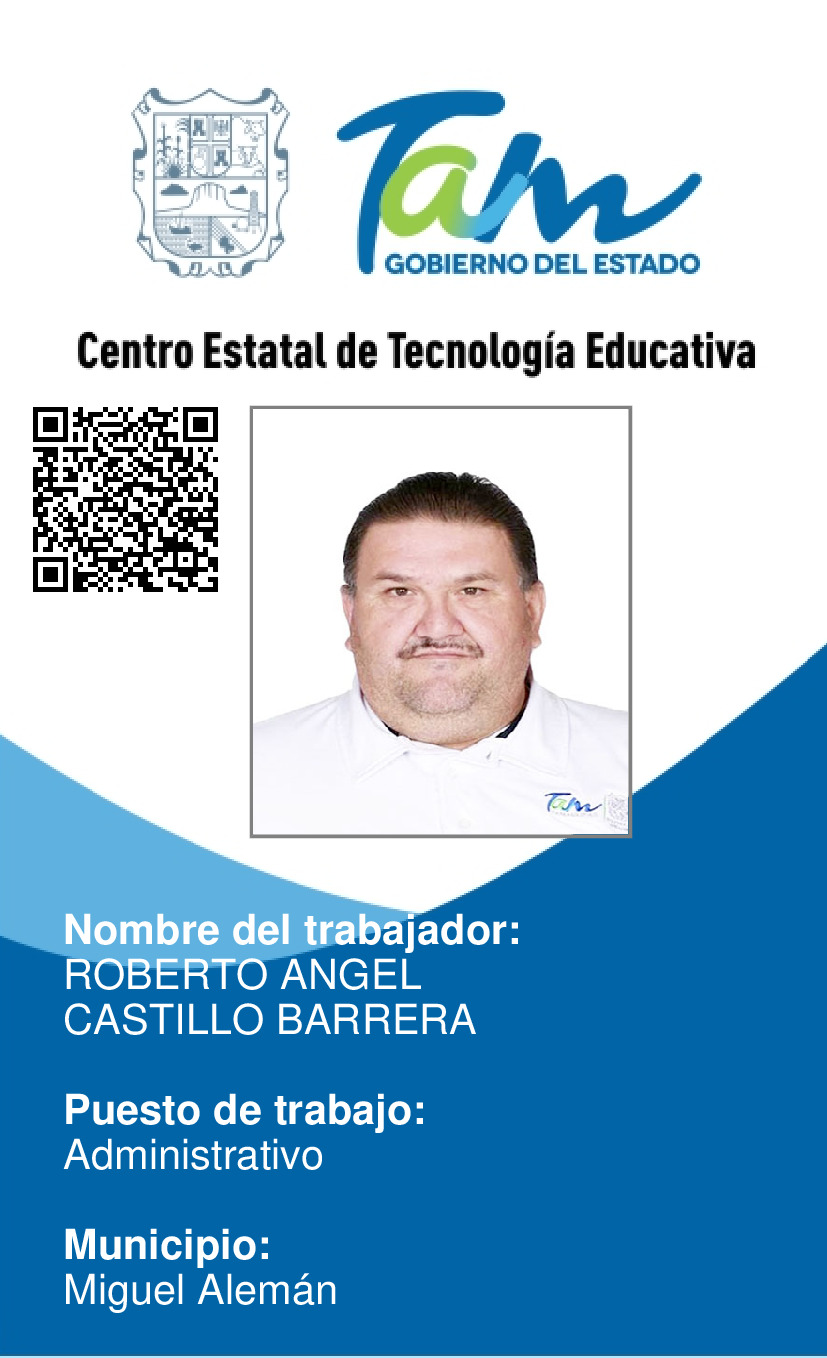 Tam
GOBIERNO DEL ESTADO
Centro Estatal de Tecnología Educativa
Tam
Nombre del trabajador:
ROBERTO ANGEL
CASTILLO BARRERA
Puesto de trabajo:
Administrativo
Municipio:
Miguel Alemán